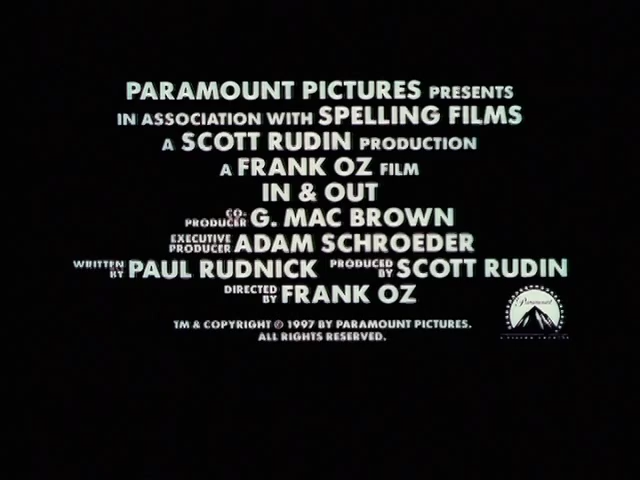 PARAMOUNT PICTURES PRESENTS
IN ASSOCIATION WITH SPELLING FILMS
A SCOTT RUDIN PRODUCTION
A FRANK OZ FILM
IN & OUT
CO-PRODUCER G. MAC BROWN
EXECUTIVE PRODUCER ADAM SCHROEDER
WRITTEN BY PAUL RUDNICK PRODUCED BY SCOTT RUDIN
DIRECTED BY FRANK OZ
TM & COPYRIGHT © 1997 BY PARAMOUNT PICTURES.
ALL RIGHTS RESERVED.
Paramount